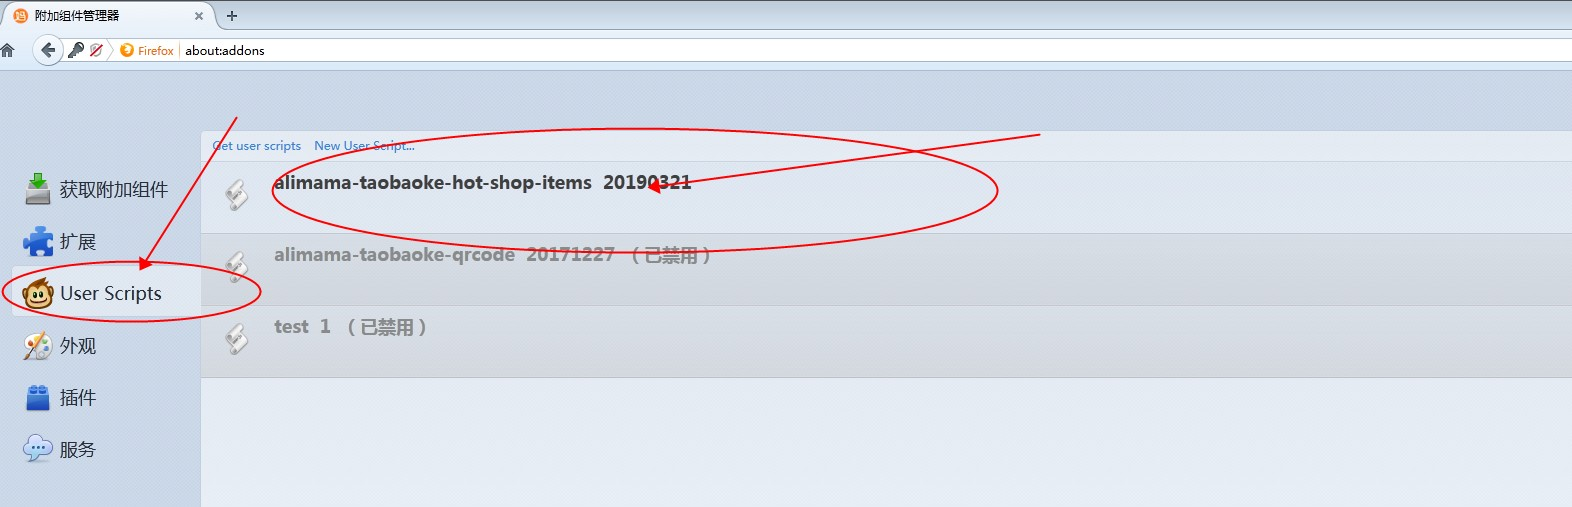 附加组件管理器
Firefox about:addons
Get user scripts New User Script...
获取附加组件
alimama-taobaoke-hot-shop-items 20190321
扩展
alimama-taobaoke-qrcode 20171227 （已禁用）
User Scripts
test 1 （已禁用）
外观
插件
服务